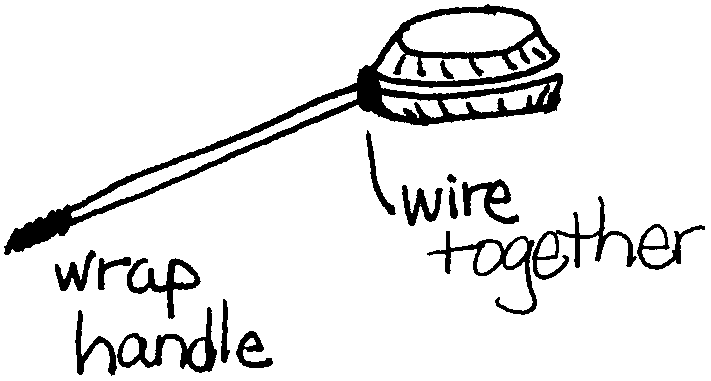 wire
together
wrap
handle